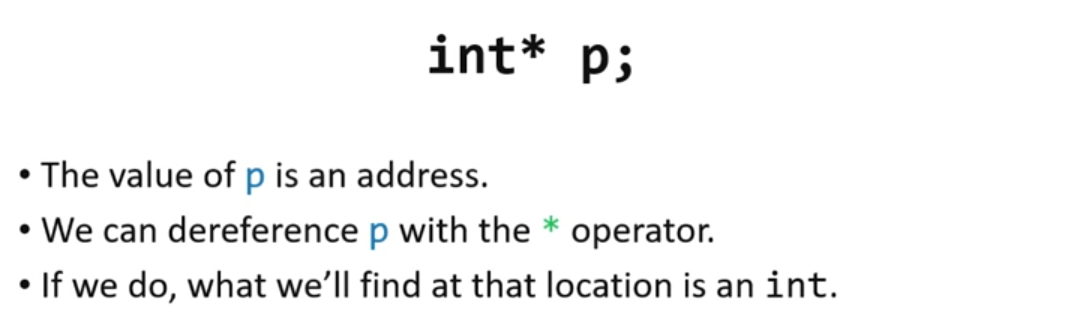 int* p;
• The value of p is an address.
• We can dereference p with the * operator.
• If we do, what we’ll find at that location is an int.